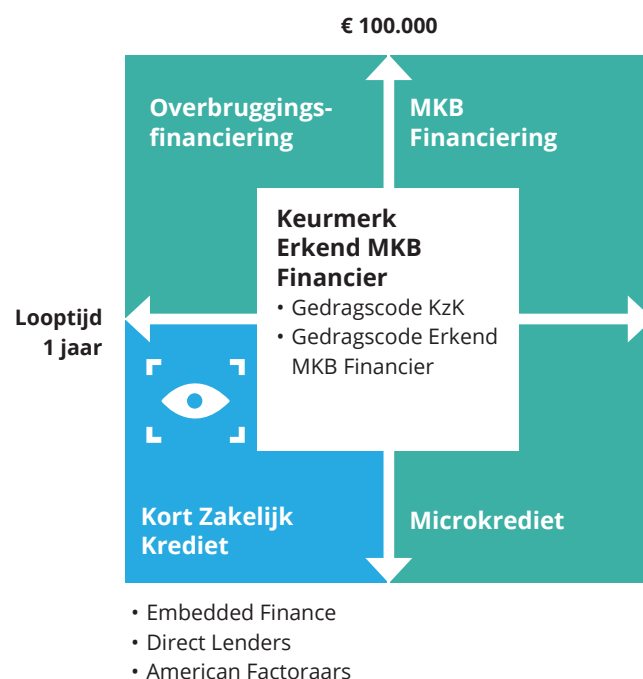 € 100.000
Overbruggings-
financiering
MKB
Financiering
Keurmerk
Erkend MKB
Financier
• Gedragscode KzK
• Gedragscode Erkend
MKB Financier
Looptijd
1 jaar
Kort Zakelijk
Krediet
Microkrediet
• Embedded Finance
• Direct Lenders
• American Factoraars